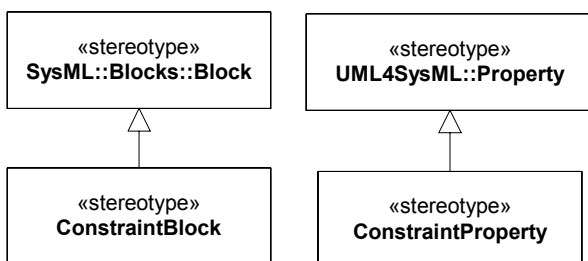 «stereotype»
SysML::Blocks::Block
«stereotype»
UML4SysML::Property
«stereotype»
ConstraintBlock
«stereotype»
ConstraintProperty